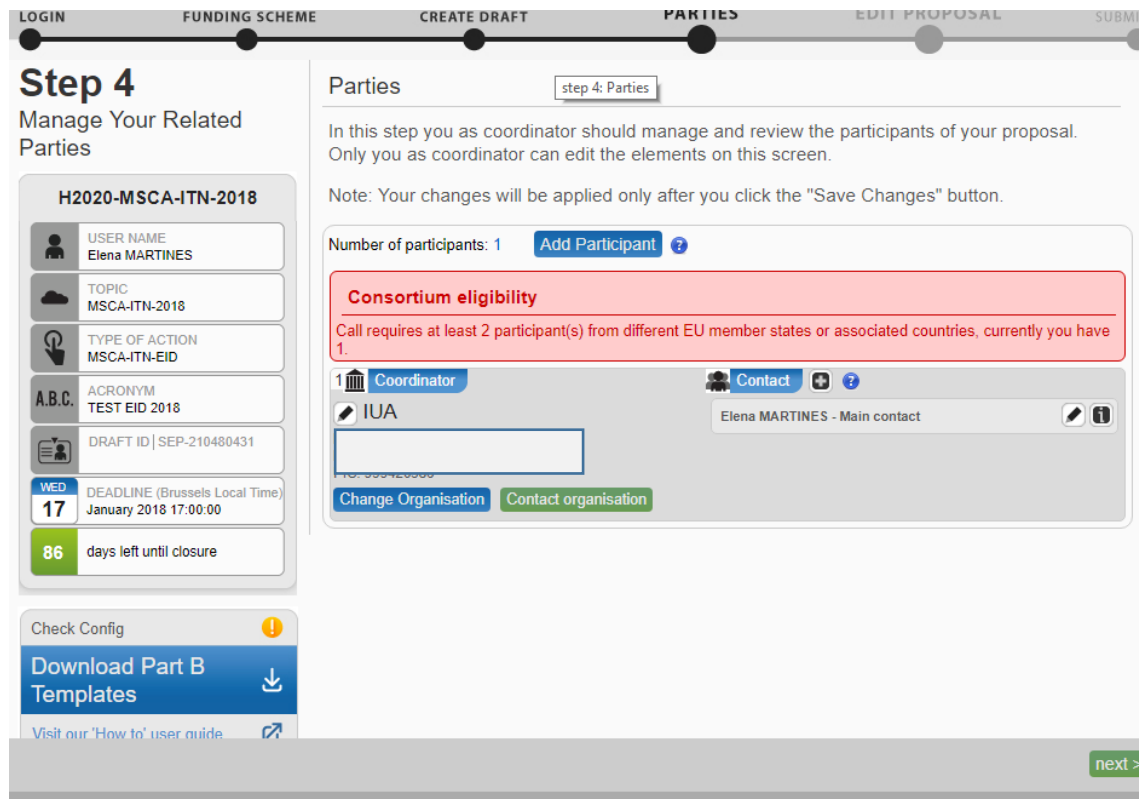 LOGIN FUNDING SCHEME CREATE DRAFT PARTIES EDIT PROPOSAL
Step 4
Manage Your Related
Parties
H2020-MSCA-ITN-2018
USER NAME
Elena MARTINES
TOPIC
MSCA-ITN-2018
TYPE OF ACTION
MSCA-ITN-EID
A.B.C.
ACRONYM
TEST EID 2018
DRAFT ID | SEP-210480431
WED
17
DEADLINE (Brussels Local Time)
January 2018 17:00:00
86 days left until closure
Check Config
Download Part B
Templates
Visit our 'How to' user guide
Parties
step 4: Parties
In this step you as coordinator should manage and review the participants of your proposal.
Only you as coordinator can edit the elements on this screen.
Note: Your changes will be applied only after you click the "Save Changes" button.
Number of participants: 1 Add Participant ?
Consortium eligibility
Call requires at least 2 participant(s) from different EU member states or associated countries, currently you have
1.
1 Coordinator Contact ?
IUA
Elena MARTINES - Main contact
Change Organisation Contact organisation
next >